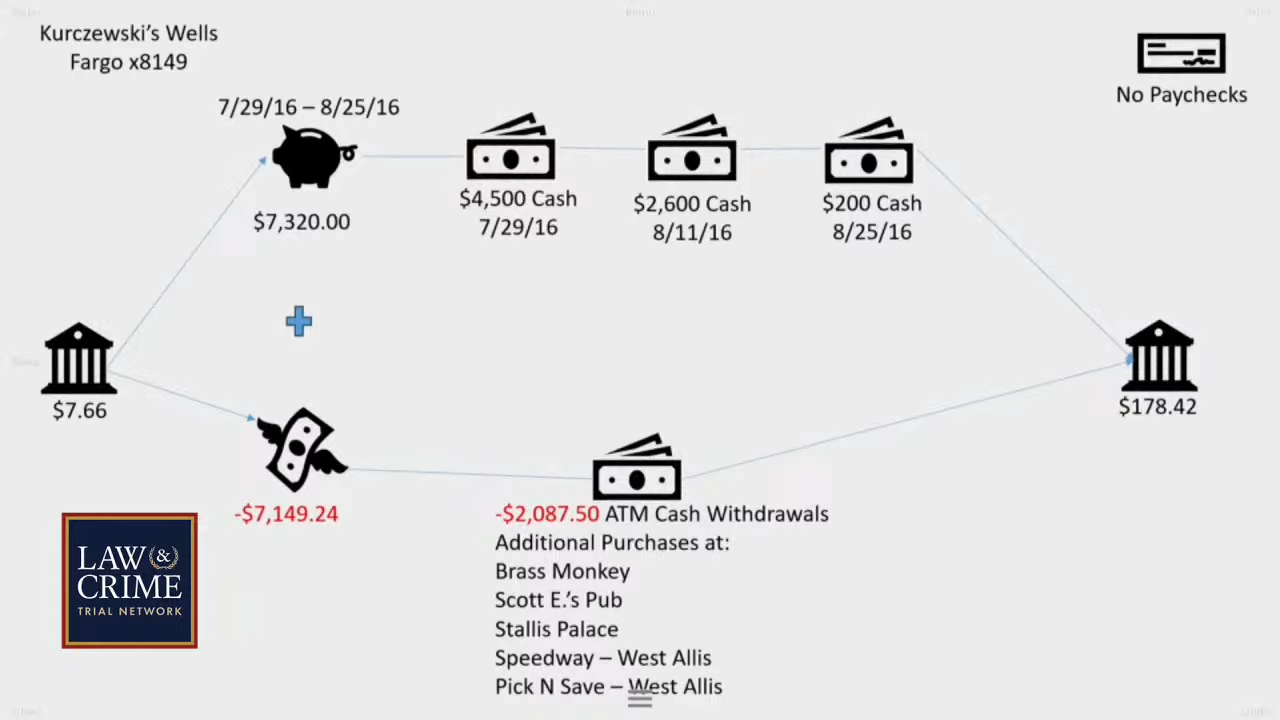 Kurczewski's Wells
Fargo x8149
No Paychecks
7/29/16 – 8/25/16
$7,320.00
$4,500 Cash
7/29/16
$2,600 Cash
8/11/16
$200 Cash
8/25/16
$7.66
$178.42
-$7,149.24
-$2,087.50 ATM Cash Withdrawals
Additional Purchases at:
Brass Monkey
Scott E.'s Pub
Stallis Palace
Speedway – West Allis
Pick N Save – West Allis
LAW &
CRIME
TRIAL NETWORK